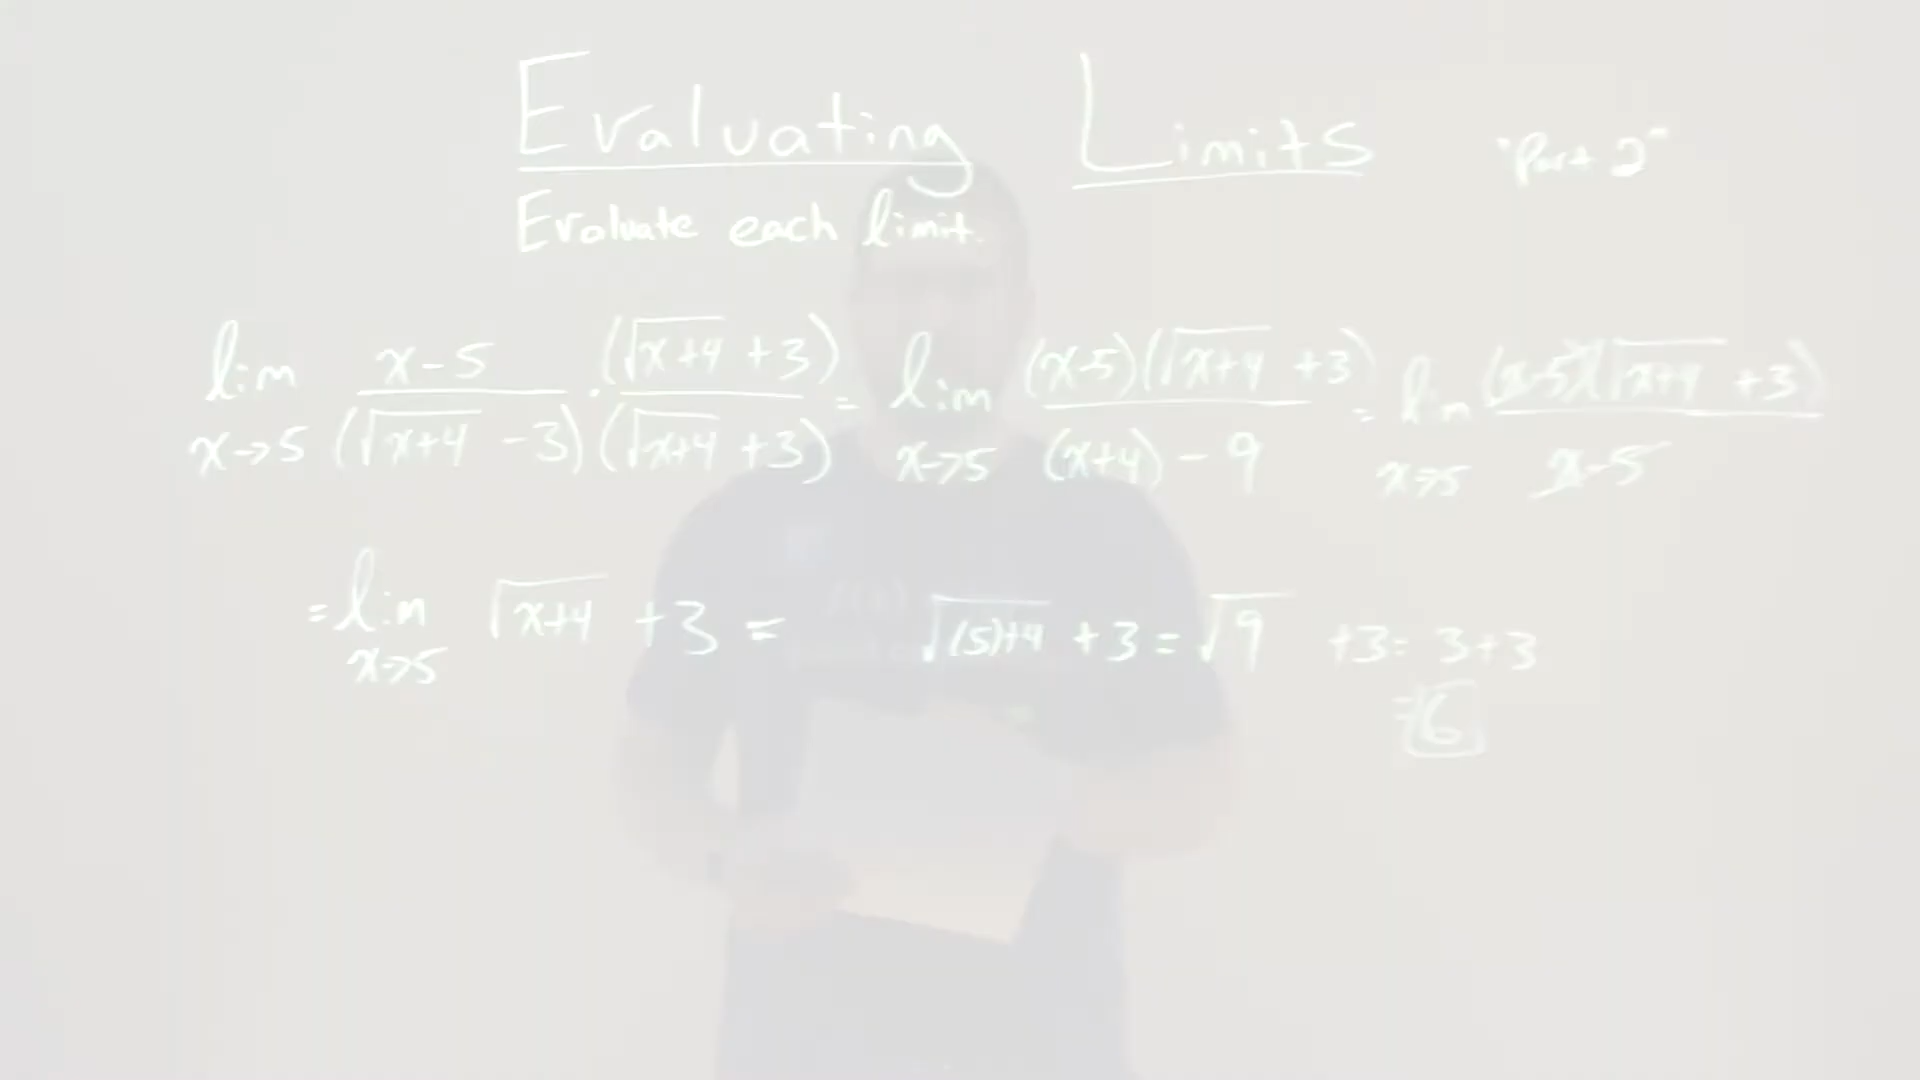 Evaluating Limits "Part 2"
Evaluate each limit.
lim x→5 x-5/(√x+4 -3) · (√x+4 +3)/(√x+4 +3) = lim x→5 (x-5)(√x+4 +3)/(x+4)-9 = lim x→5 (x-5)(√x+4 +3)/x-5
= lim x→5 √x+4 +3 = √(5)+4 +3 = √9 +3 = 3+3
= 6